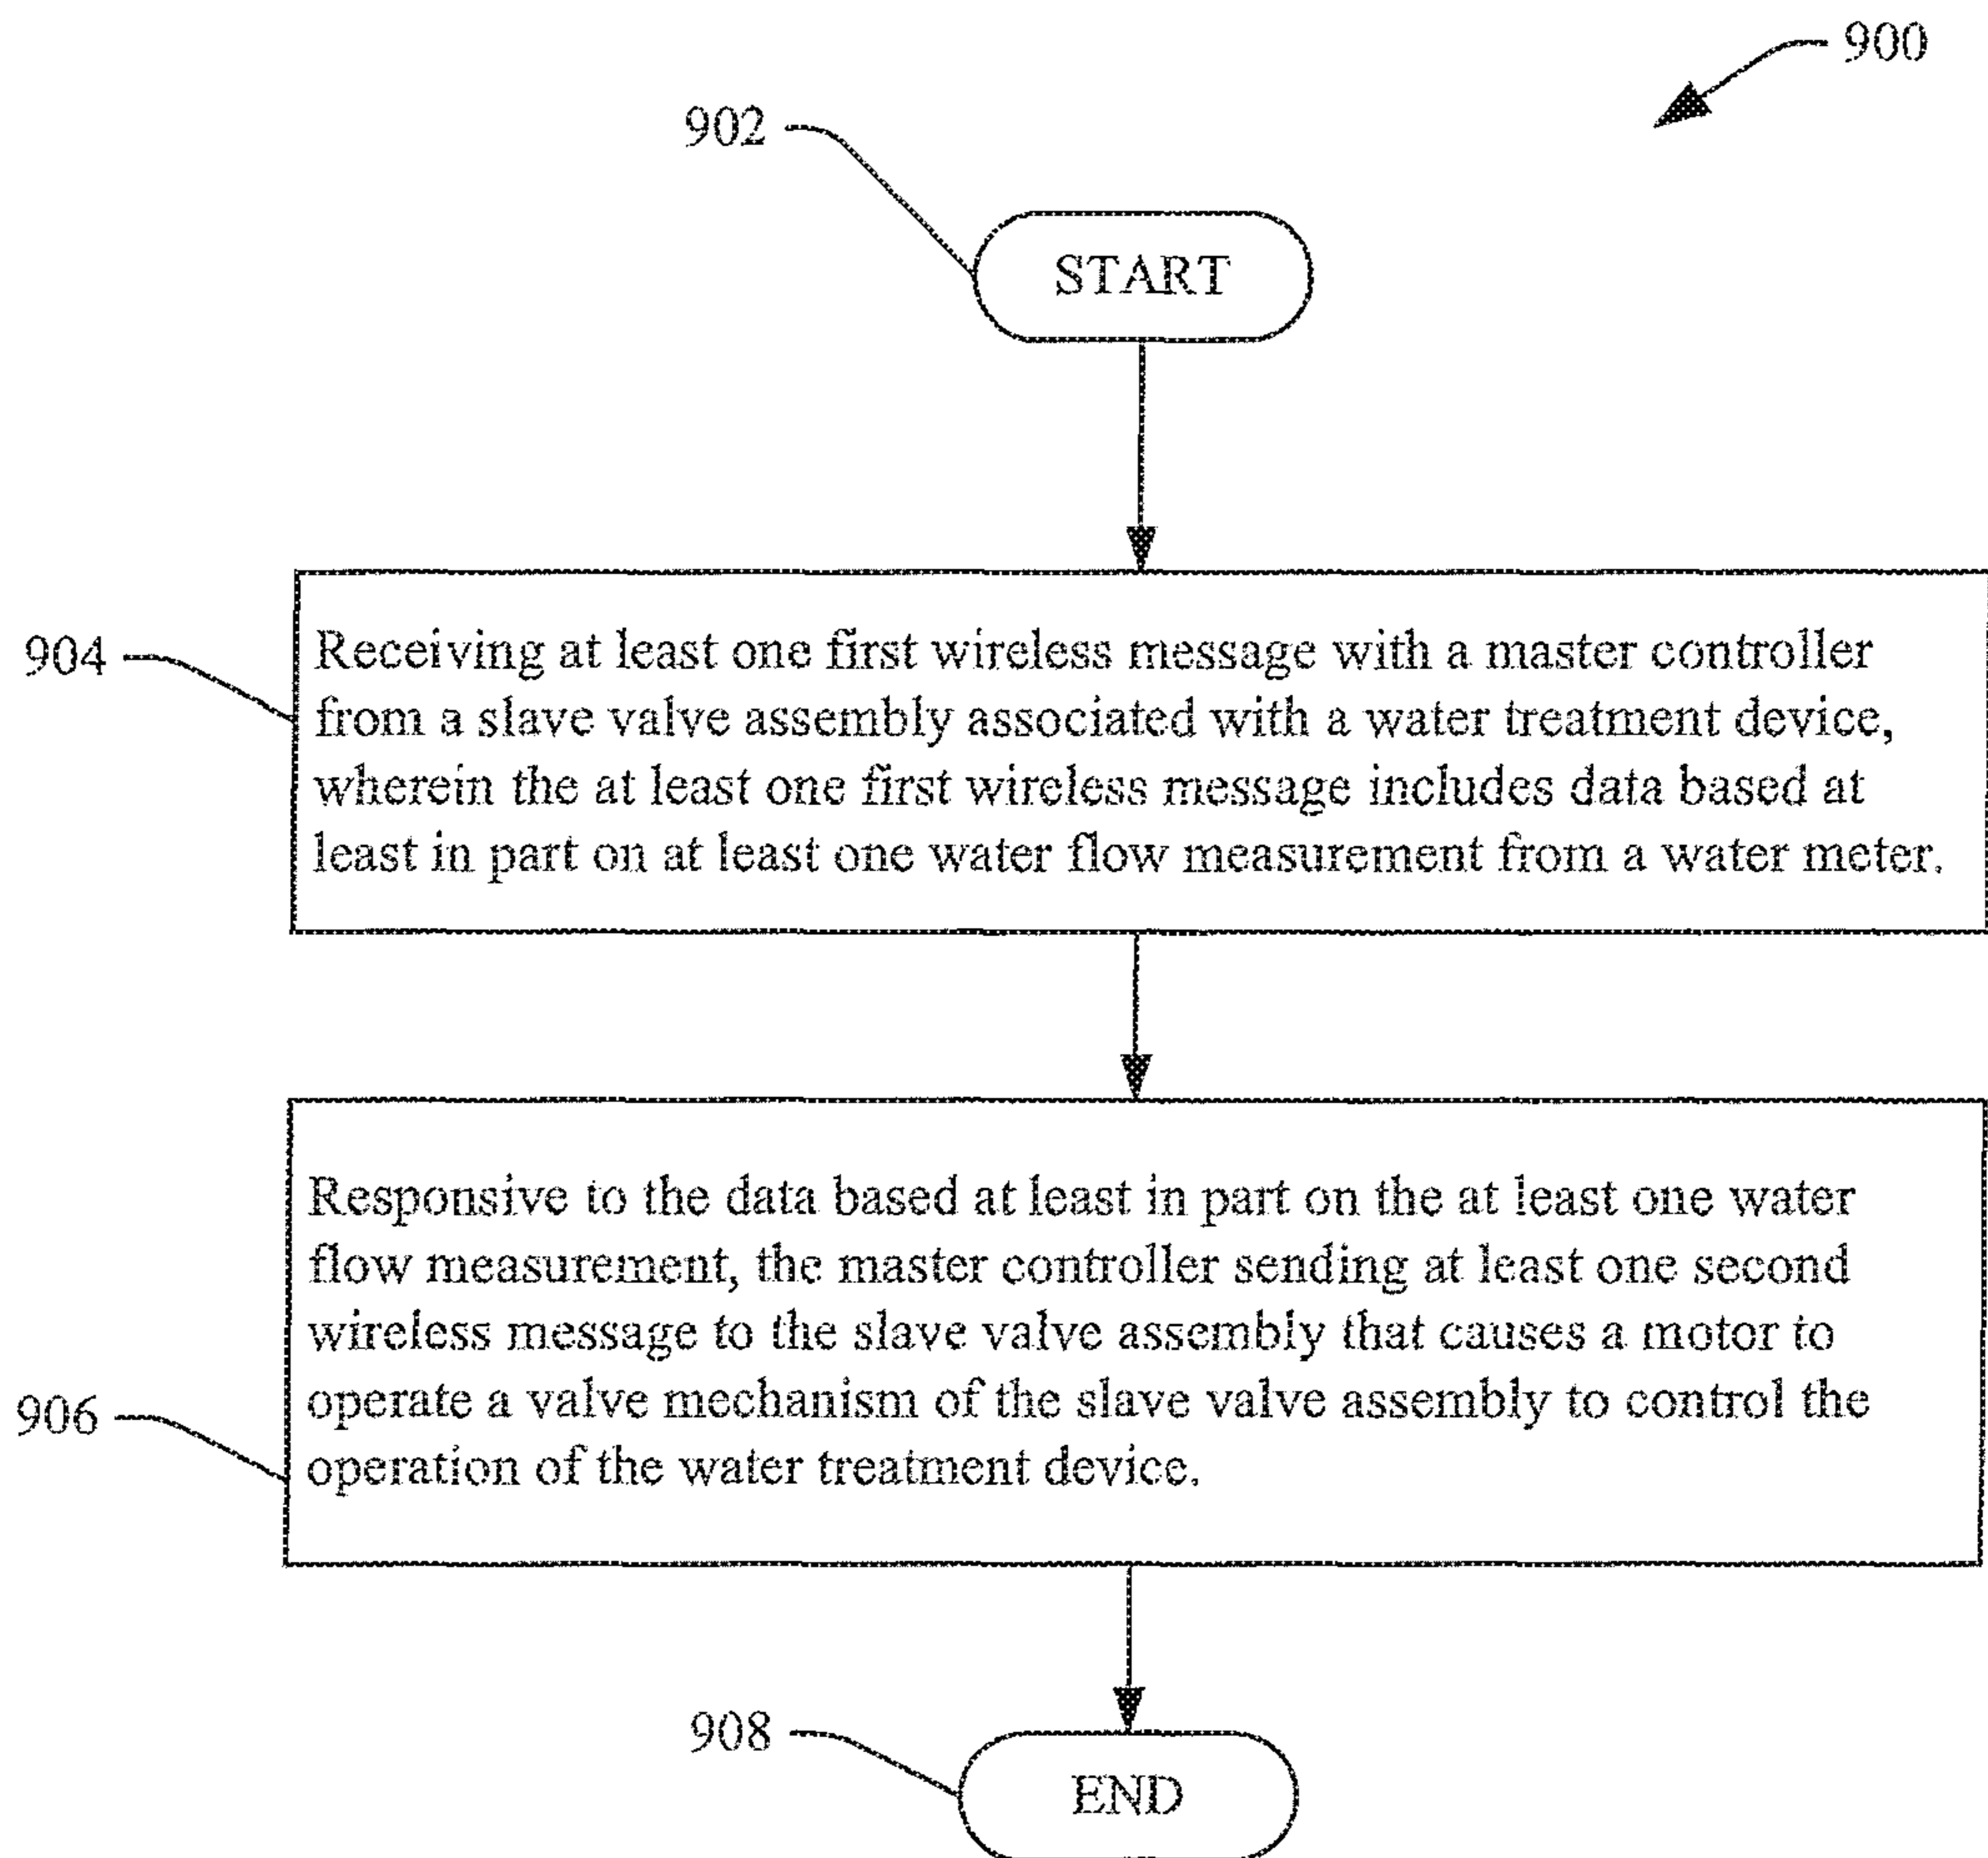 900
902
START
904
Receiving at least one first wireless message with a master controller
from a slave valve assembly associated with a water treatment device,
wherein the at least one first wireless message includes data based at
least in part on at least one water flow measurement from a water meter.
Responsive to the data based at least in part on the at least one water
flow measurement, the master controller sending at least one second
wireless message to the slave valve assembly that causes a motor to
906
operate a valve mechanism of the slave valve assembly to control the
operation of the water treatment device.
908
END